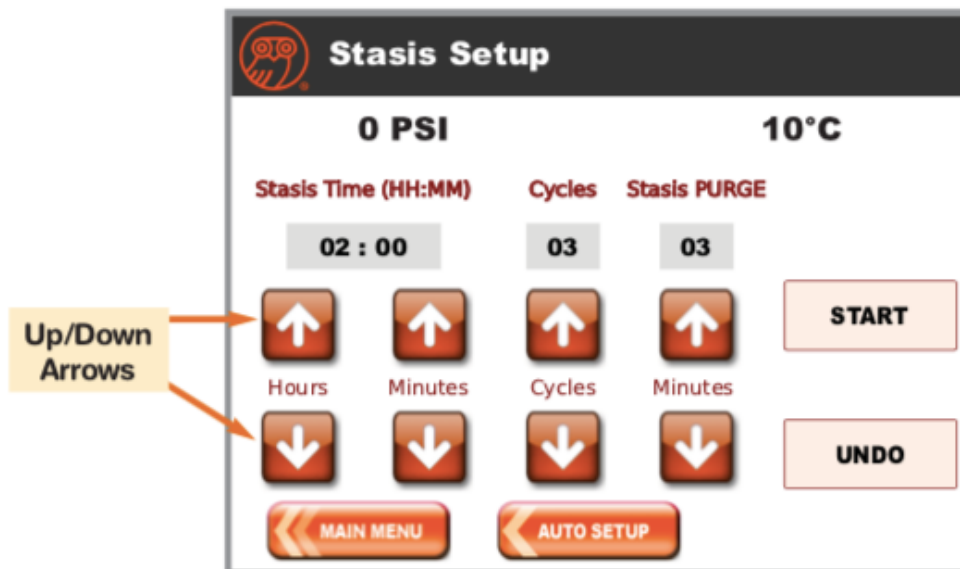 Stasis Setup
0 PSI 10°C
Stasis Time (HH:MM) Cycles Stasis PURGE
02 : 00 03 03
START
Up/Down
Arrows
Hours Minutes Cycles Minutes
UNDO
MAIN MENU AUTO SETUP